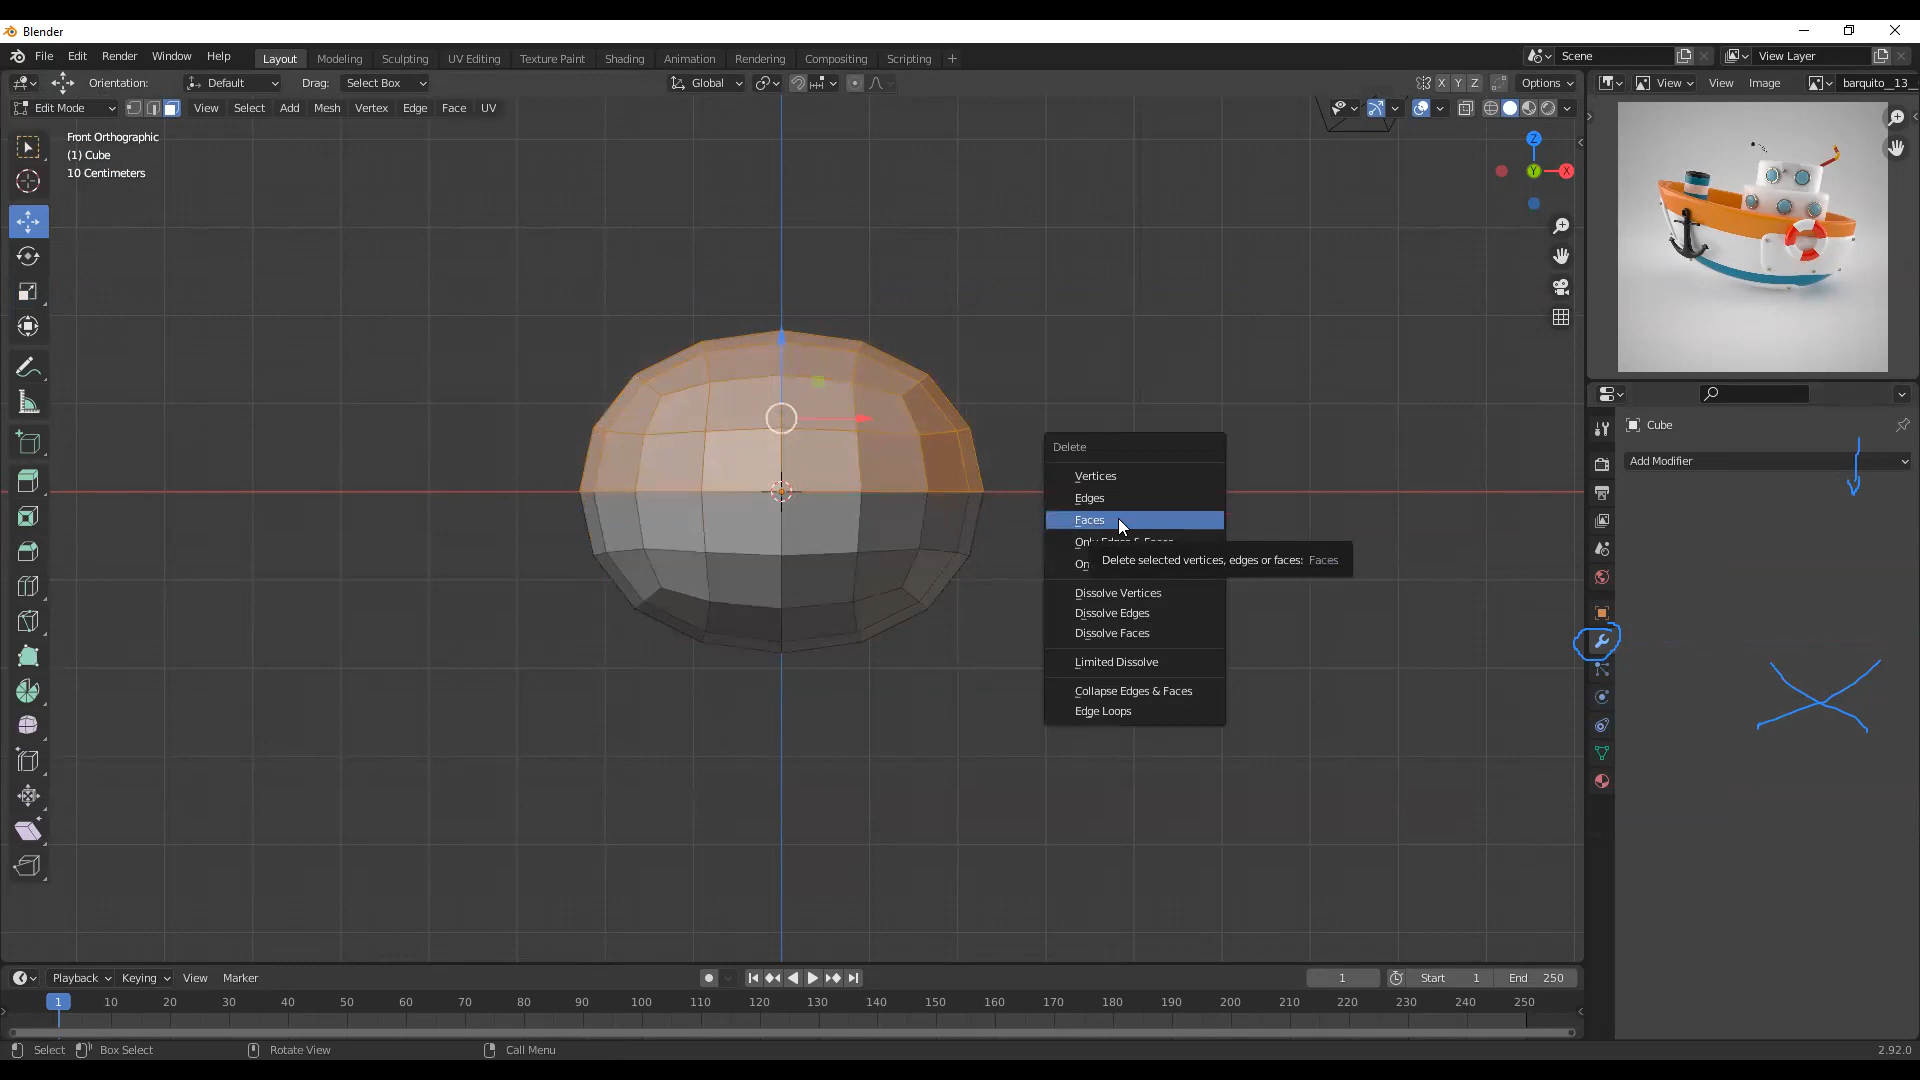 Blender
File Edit Render Window Help Layout Modeling Sculpting UV Editing Texture Paint Shading Animation Rendering Compositing Scripting + Scene View Layer
Orientation: Default Drag: Select Box Global X Y Z Options View View Image barquito_13_
Edit Mode View Select Add Mesh Vertex Edge Face UV
Front Orthographic
(1) Cube
10 Centimeters
Z
Y X
Cube
Add Modifier
Delete
Vertices
Edges
Faces
Only Edges & Faces
On
Delete selected vertices, edges or faces: Faces
Dissolve Vertices
Dissolve Edges
Dissolve Faces
Limited Dissolve
Collapse Edges & Faces
Edge Loops
Playback Keying View Marker 1 Start 1 End 250
1 10 20 30 40 50 60 70 80 90 100 110 120 130 140 150 160 170 180 190 200 210 220 230 240 250
Select Box Select Rotate View Call Menu 2.92.0